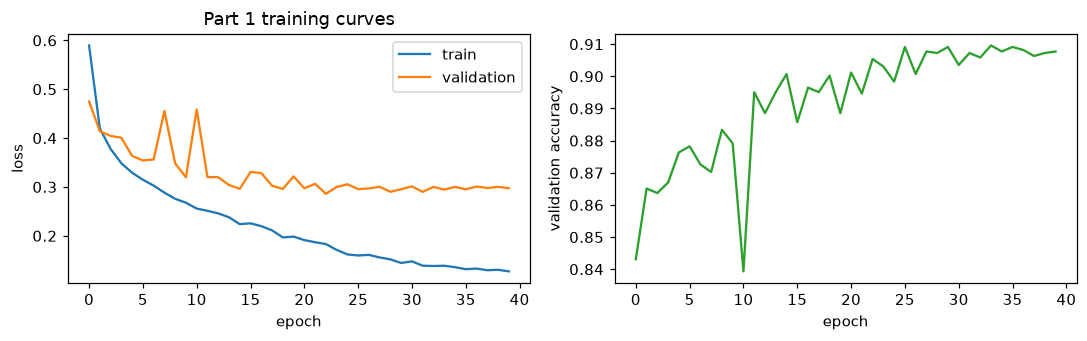 Part 1 training curves
train
validation
loss
0.6
0.5
0.4
0.3
0.2
0 5 10 15 20 25 30 35 40
epoch
validation accuracy
0.91
0.90
0.89
0.88
0.87
0.86
0.85
0.84
0 5 10 15 20 25 30 35 40
epoch